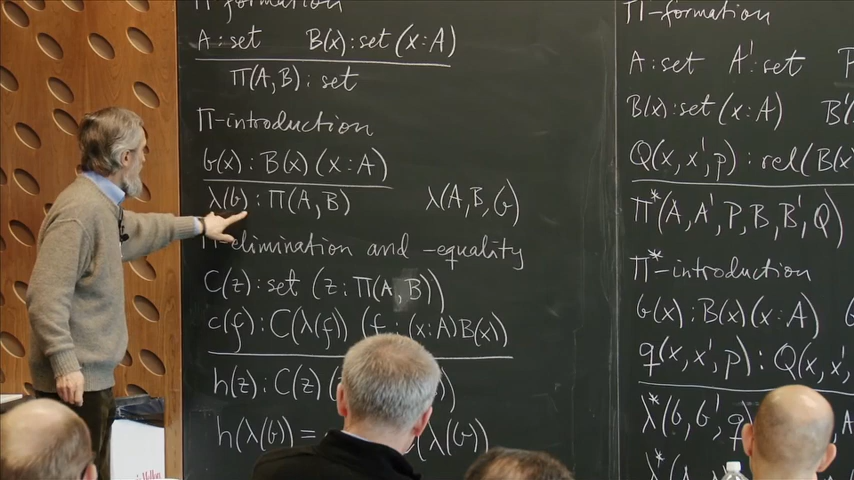 Π-formation
A : set B(x) : set (x : A)
Π(A, B) : set
Π-introduction
b(x) : B(x) (x : A)
λ(b) : Π(A, B) λ(A, B, b)
Π-elimination and -equality
C(z) : set (z : Π(A, B))
c(f) : C(λ(f)) (f : (x : A)B(x))
h(z) : C(z) (
h(λ(b)) = (λ(b))
Π-formation
A : set A' : set P
B(x) : set (x : A) B'(
Q(x, x', p) : rel(B(x
Π*(A, A', P, B, B', Q)
Π*-introduction
b(x) : B(x) (x : A)
q(x, x', p) : Q(x, x',
λ*(b, b', q)
λ*(